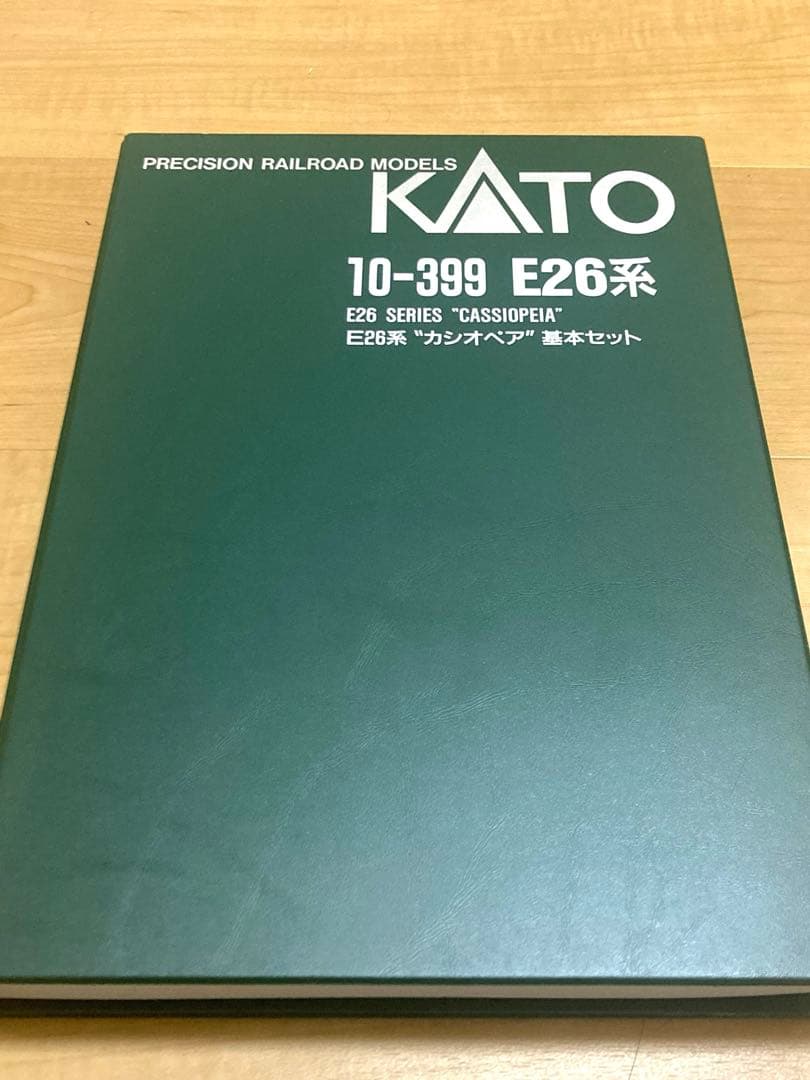 PRECISION RAILROAD MODELS
KATO
10-399 E26系
E26 SERIES "CASSIOPEIA"
E26系 "カシオペア" 基本セット